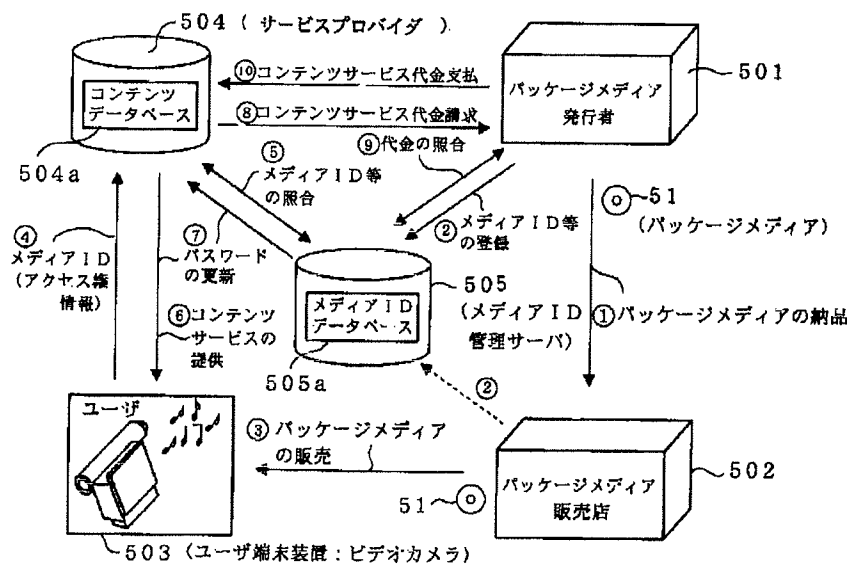 504（サービスプロバイダ）
コンテンツ
データベース
504a
⑩コンテンツサービス代金支払
⑧コンテンツサービス代金請求
パッケージメディア
発行者
501
⑨代金の照合
⑤
メディアＩＤ等
の照合
②メディアＩＤ等
の登録
51
（パッケージメディア）
④
メディアＩＤ
（アクセス権
情報）
⑦
パスワード
の更新
⑥コンテンツ
サービスの
提供
メディアＩＤ
データベース
505a
505
（メディアＩＤ
管理サーバ）
①パッケージメディアの納品
②
ユーザ
③パッケージメディア
の販売
51
パッケージメディア
販売店
502
503（ユーザ端末装置：ビデオカメラ）